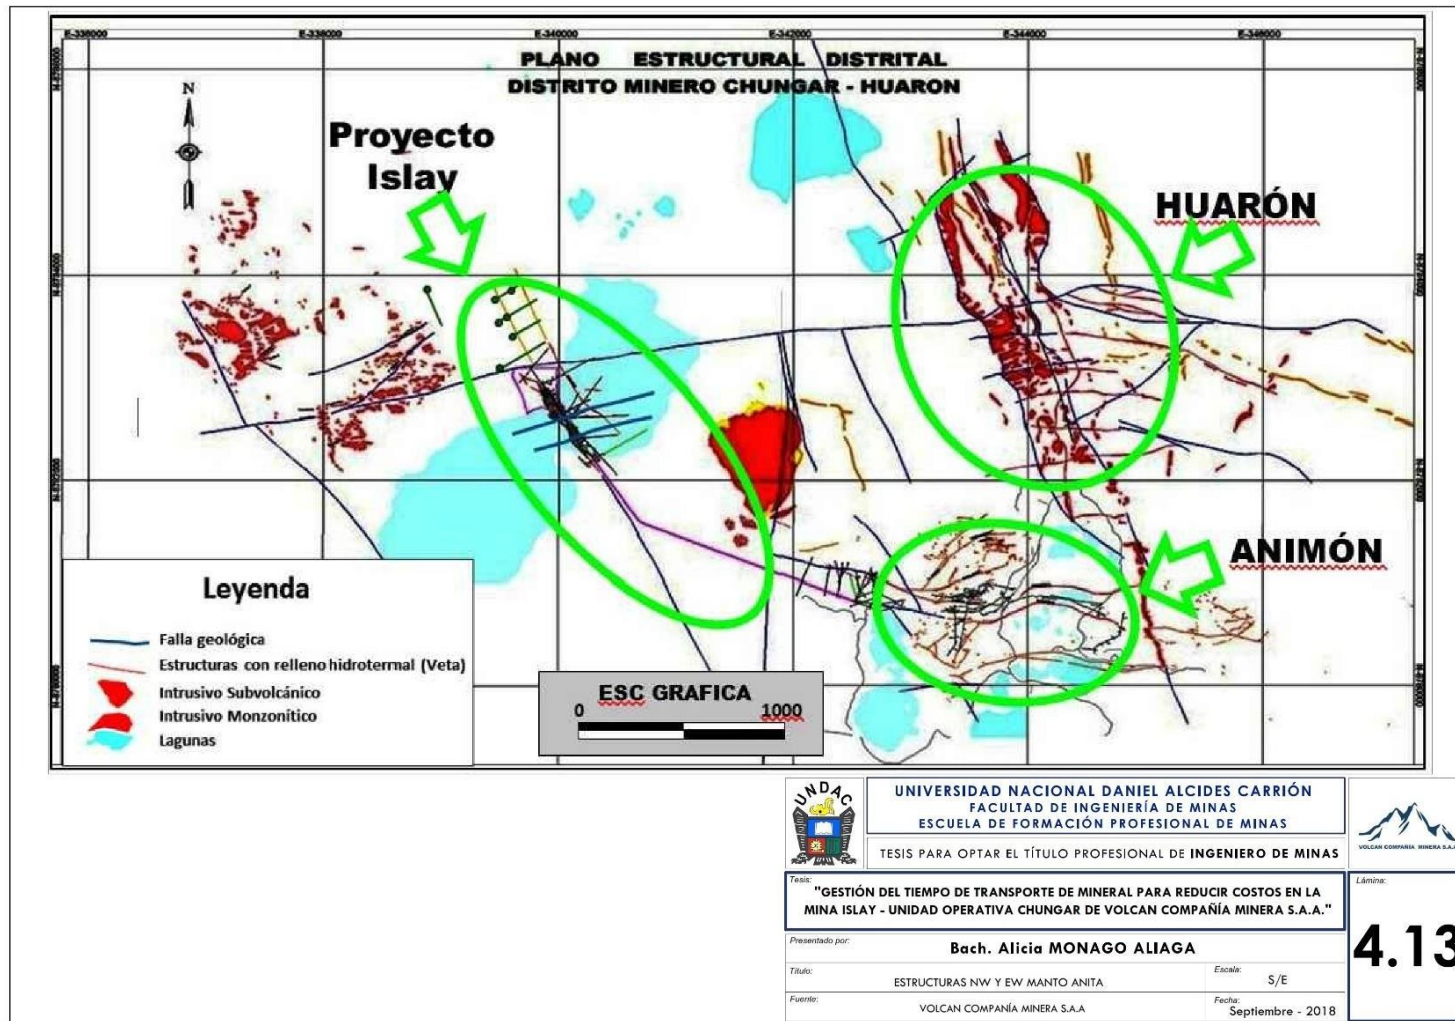 E-336000 E-338000 E-340000 E-342000 E-344000 E-346000
PLANO ESTRUCTURAL DISTRITAL
DISTRITO MINERO CHUNGAR - HUARON
N
Proyecto
Islay
HUARÓN
ANIMÓN
Leyenda
Falla geológica
Estructuras con relleno hidrotermal (Veta)
Intrusivo Subvolcánico
Intrusivo Monzonítico
Lagunas
ESC GRAFICA
0 1000
UNDAC
UNIVERSIDAD NACIONAL DANIEL ALCIDES CARRIÓN
FACULTAD DE INGENIERÍA DE MINAS
ESCUELA DE FORMACIÓN PROFESIONAL DE MINAS
TESIS PARA OPTAR EL TÍTULO PROFESIONAL DE INGENIERO DE MINAS
VOLCAN COMPAÑÍA MINERA S.A.A.
Tesis:
"GESTIÓN DEL TIEMPO DE TRANSPORTE DE MINERAL PARA REDUCIR COSTOS EN LA
MINA ISLAY - UNIDAD OPERATIVA CHUNGAR DE VOLCAN COMPAÑÍA MINERA S.A.A."
Lámina:
4.13
Presentado por:
Bach. Alicia MONAGO ALIAGA
Título:
ESTRUCTURAS NW Y EW MANTO ANITA
Escala:
S/E
Fuente:
VOLCAN COMPAÑÍA MINERA S.A.A
Fecha:
Septiembre - 2018